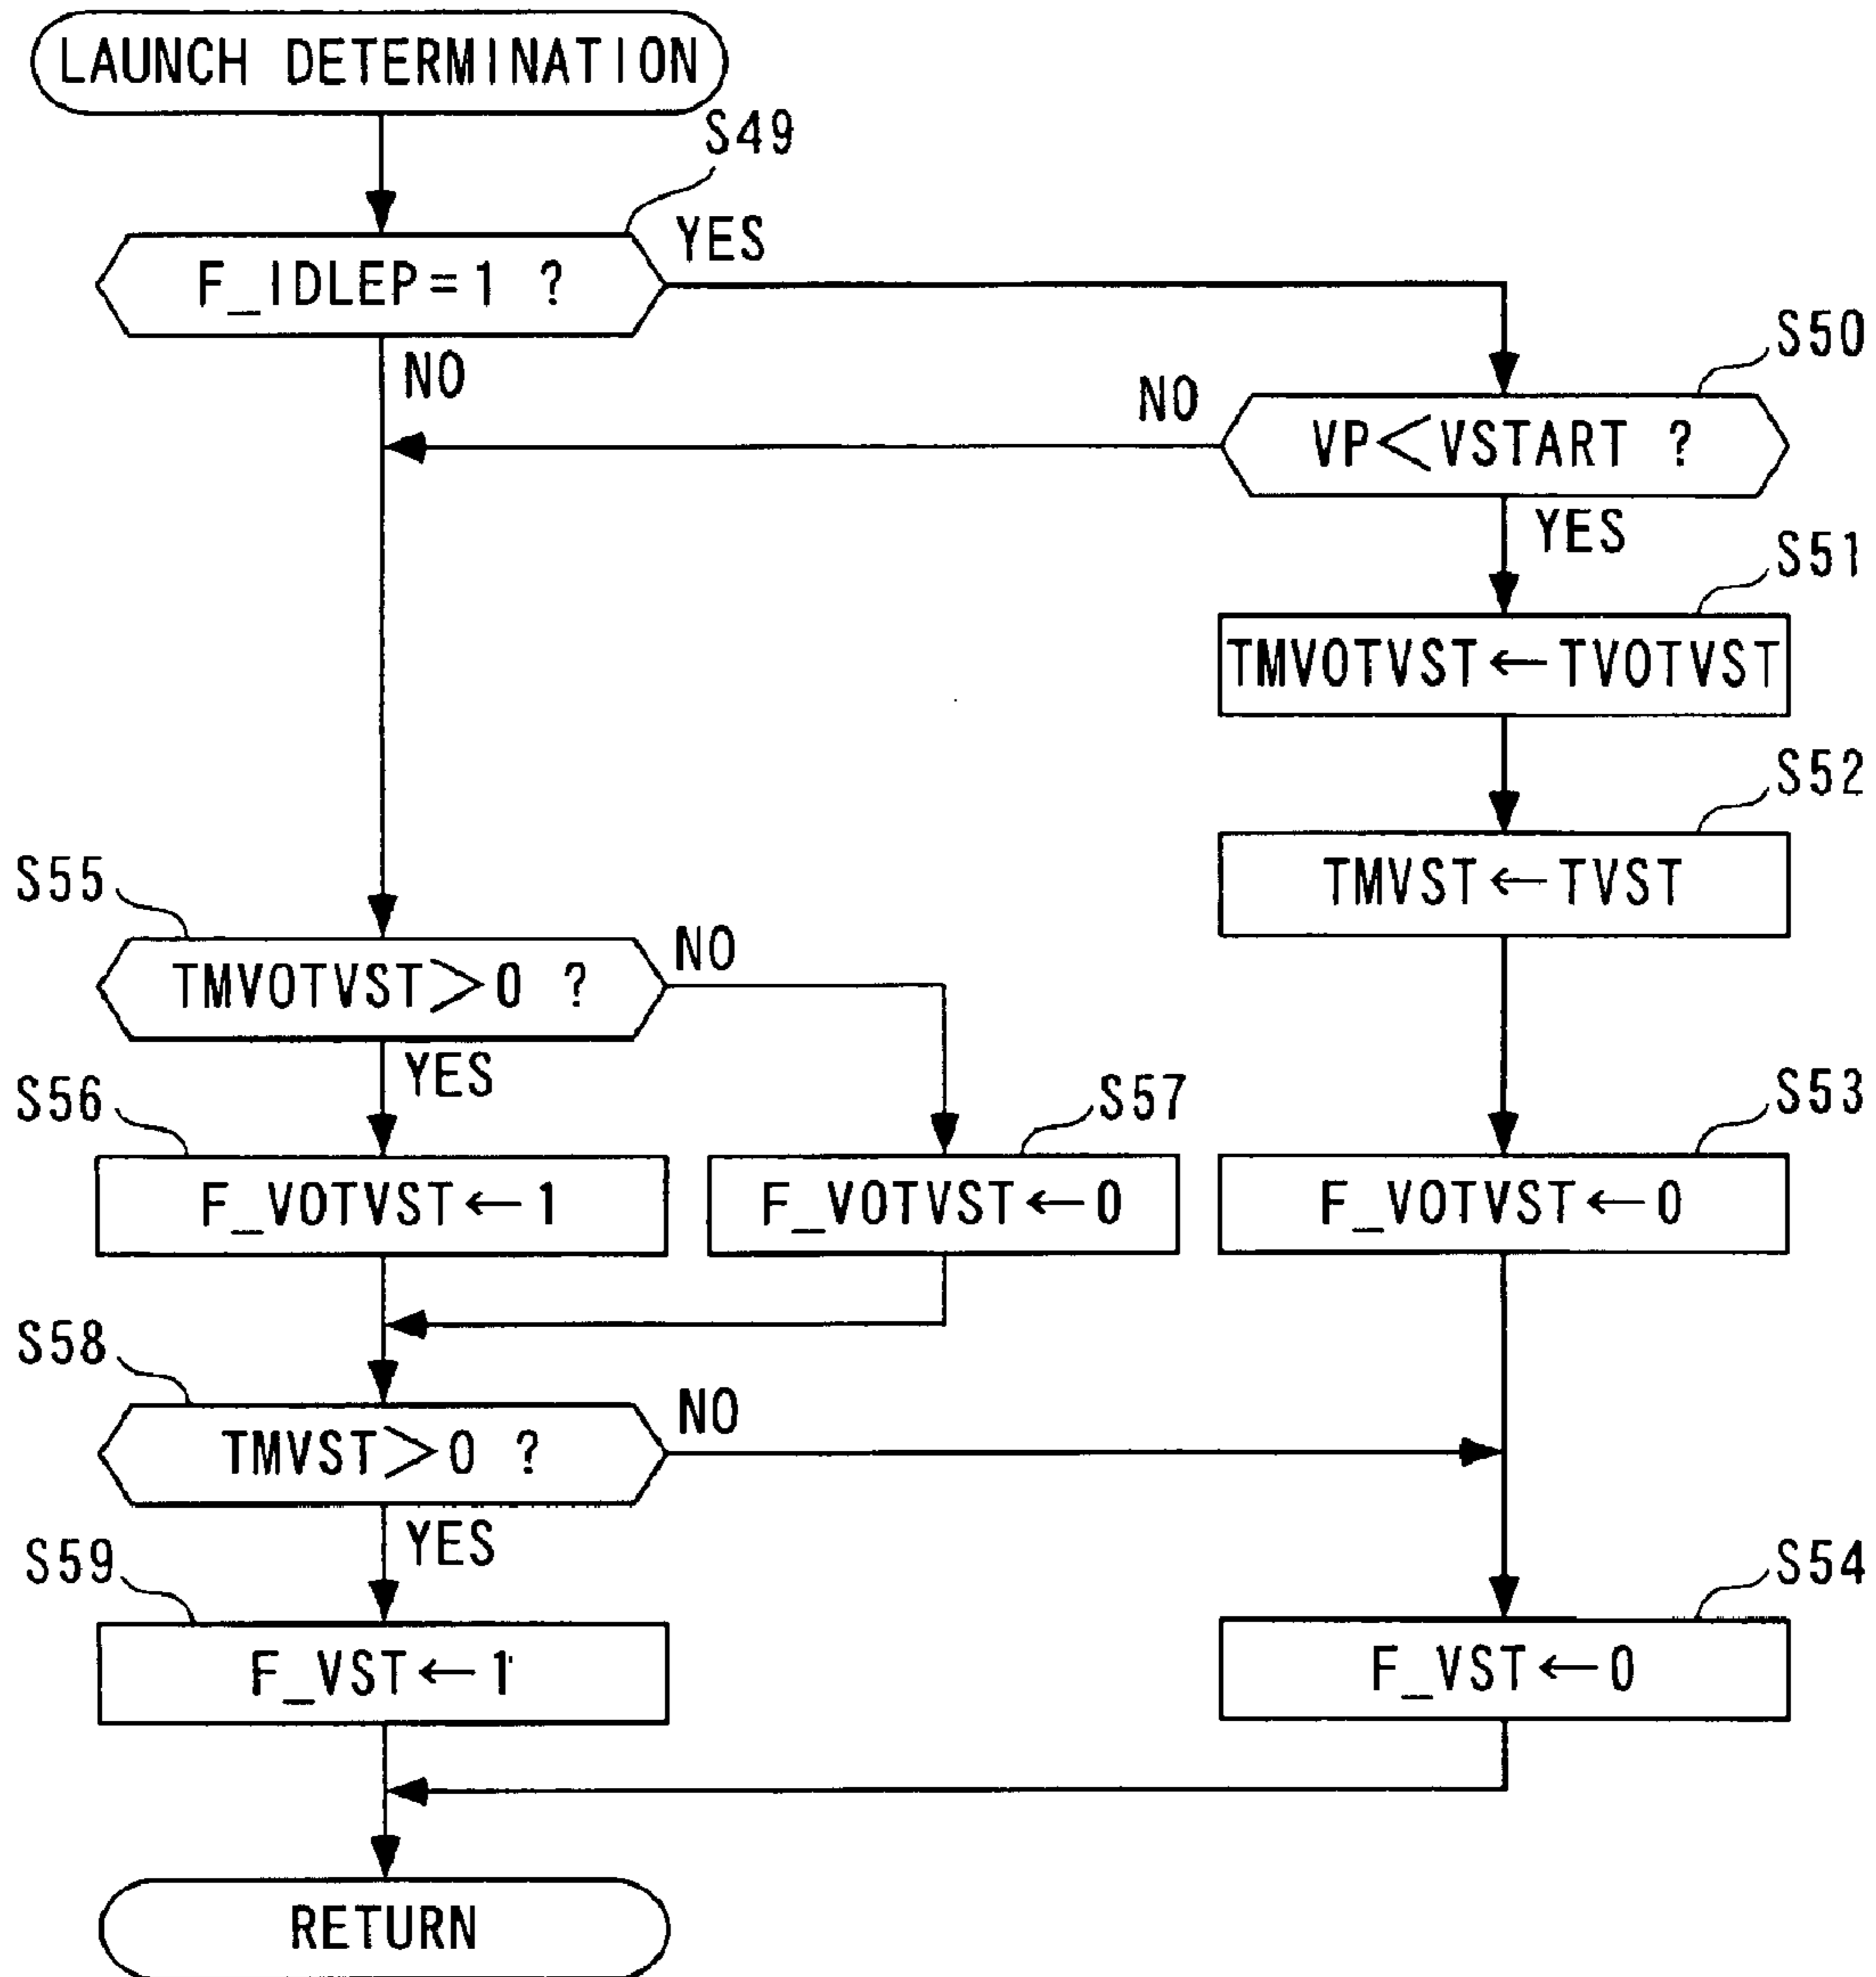 LAUNCH DETERMINATION
S49
F_IDLEP=1 ?
YES
NO
S50
VP<VSTART ?
NO
YES
S51
TMVOTVST←TVOTVST
S52
TMVST←TVST
S55
TMVOTVST>0 ?
NO
YES
S56
F_VOTVST←1
S57
F_VOTVST←0
S53
F_VOTVST←0
S58
TMVST>0 ?
NO
YES
S59
F_VST←1
S54
F_VST←0
RETURN